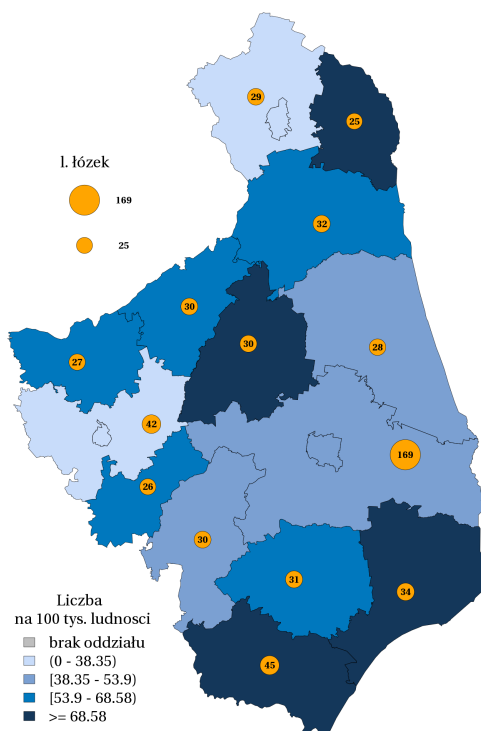 29
25
l. łózek
169
25
32
30
30
28
27
42
169
26
30
31
34
45
Liczba
na 100 tys. ludnosci
brak oddziału
(0 - 38.35)
[38.35 - 53.9)
[53.9 - 68.58)
>= 68.58